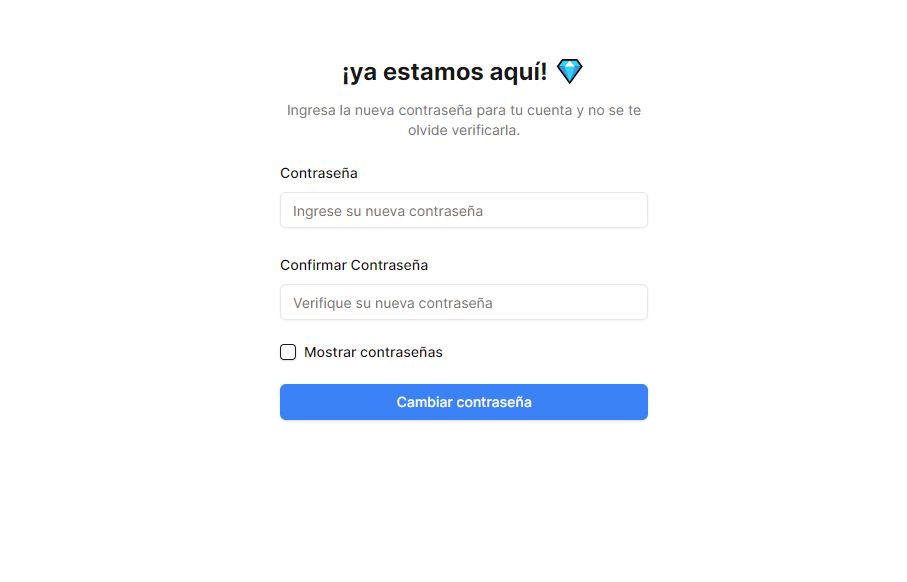 ¡ya estamos aquí! 💎
Ingresa la nueva contraseña para tu cuenta y no se te
olvide verificarla.
Contraseña
Ingrese su nueva contraseña
Confirmar Contraseña
Verifique su nueva contraseña
Mostrar contraseñas
Cambiar contraseña